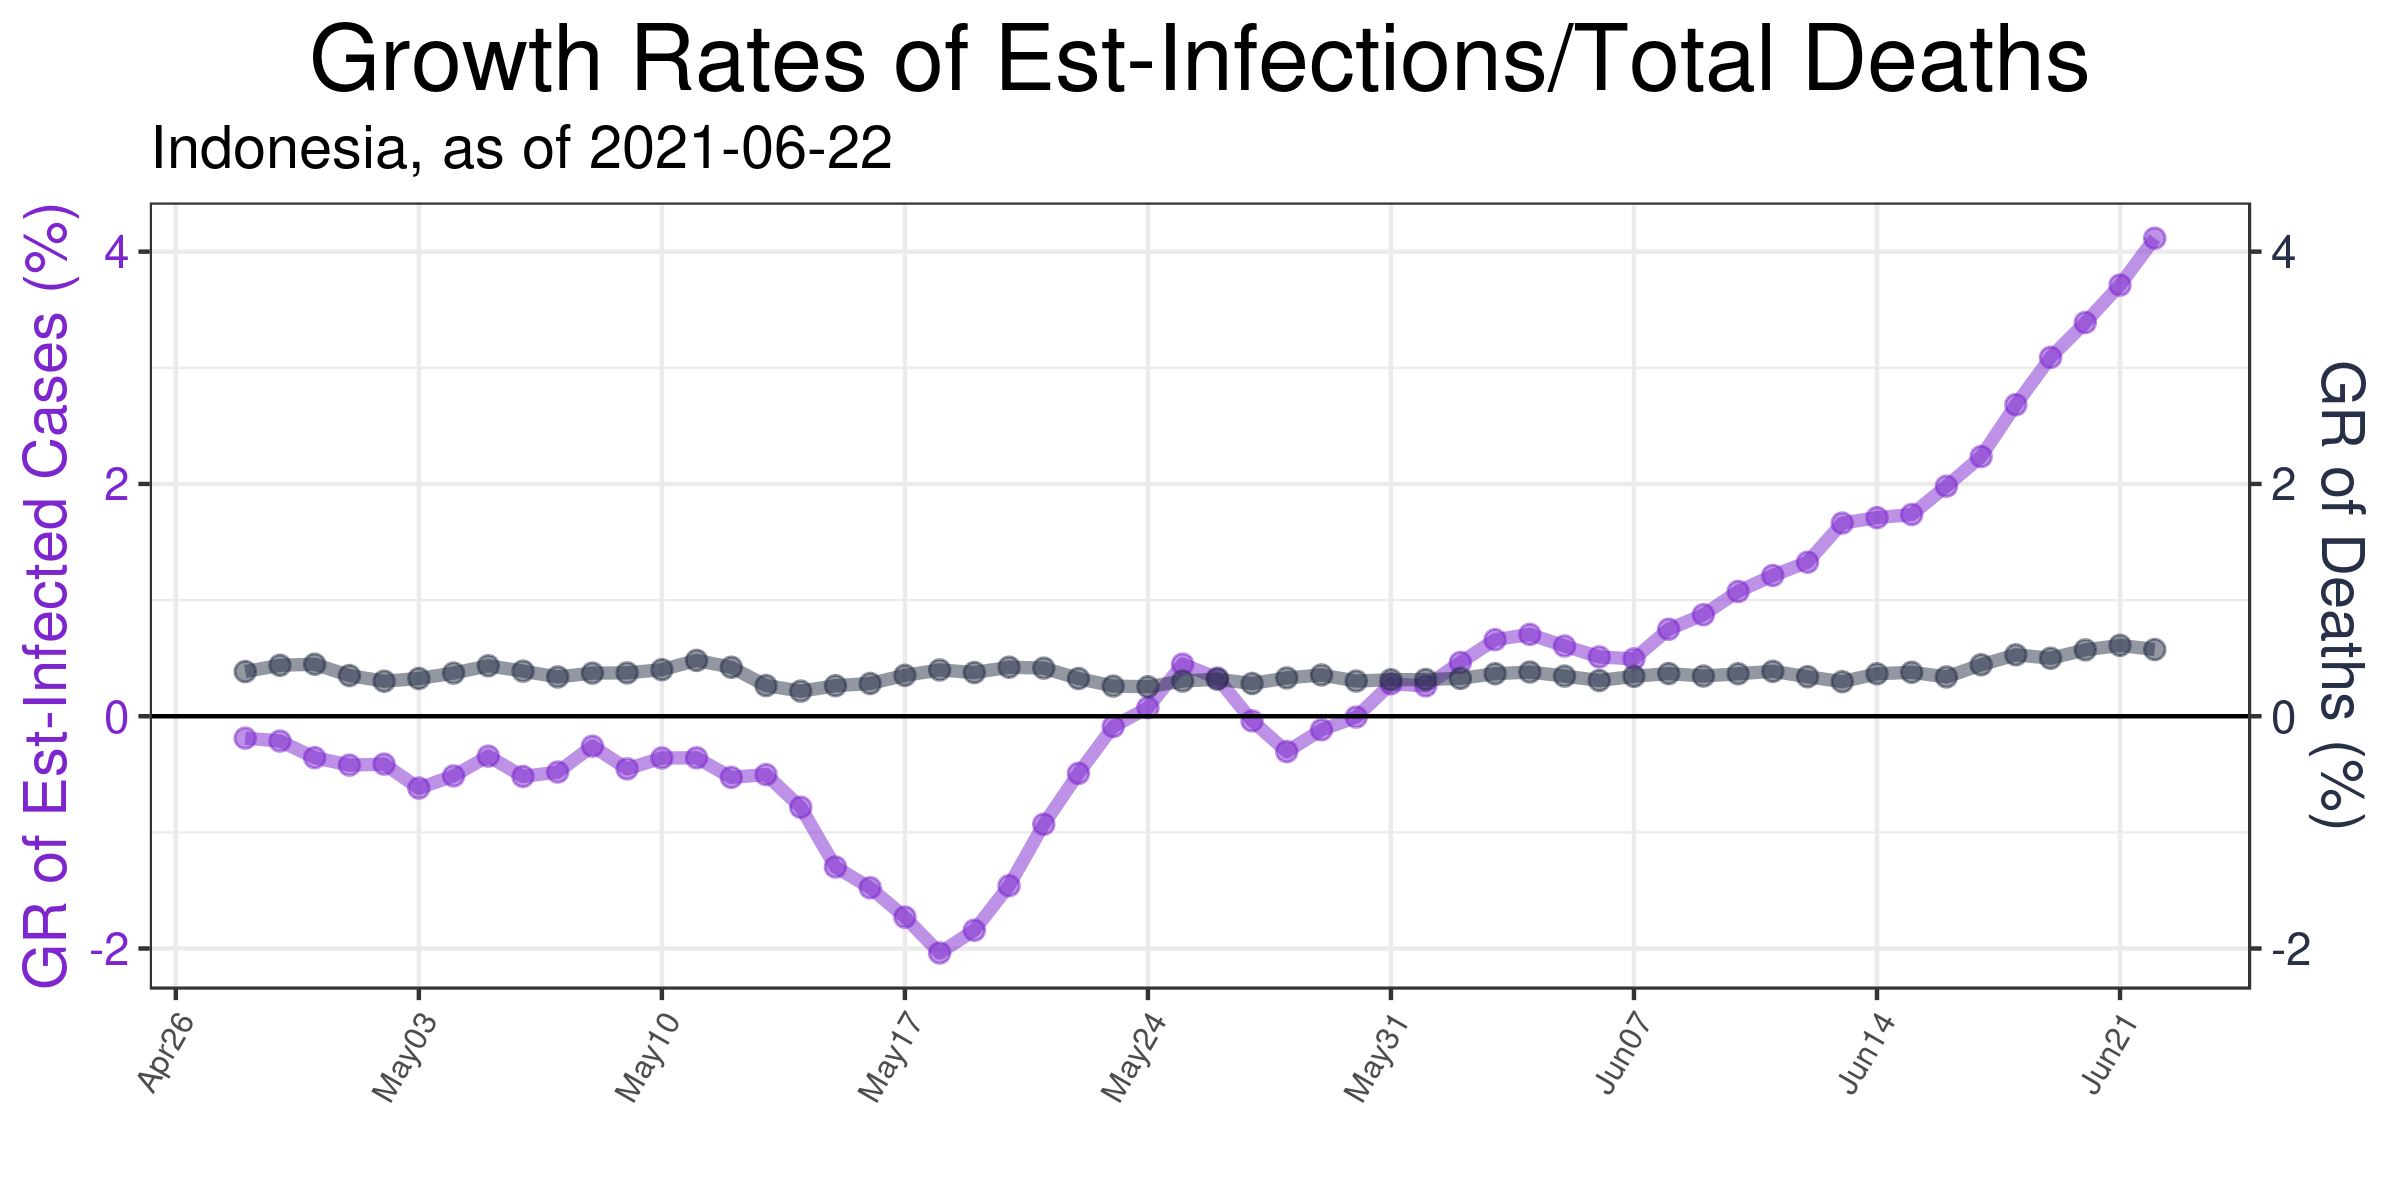 Growth Rates of Est-Infections/Total Deaths
Indonesia, as of 2021-06-22
GR of Est-Infected Cases (%)
4
2
0
-2
4
2
0
-2
GR of Deaths (%)
Apr26
May03
May10
May17
May24
May31
Jun07
Jun14
Jun21